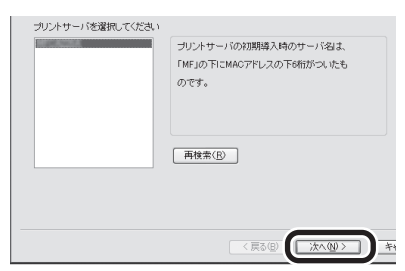 プリントサーバを選択してください
プリントサーバの初期導入時のサーバ名は、
「MF」の下にMACアドレスの下6桁がついたも
のです。
再検索(R)
< 戻る(B)
次へ(N) >
キャ